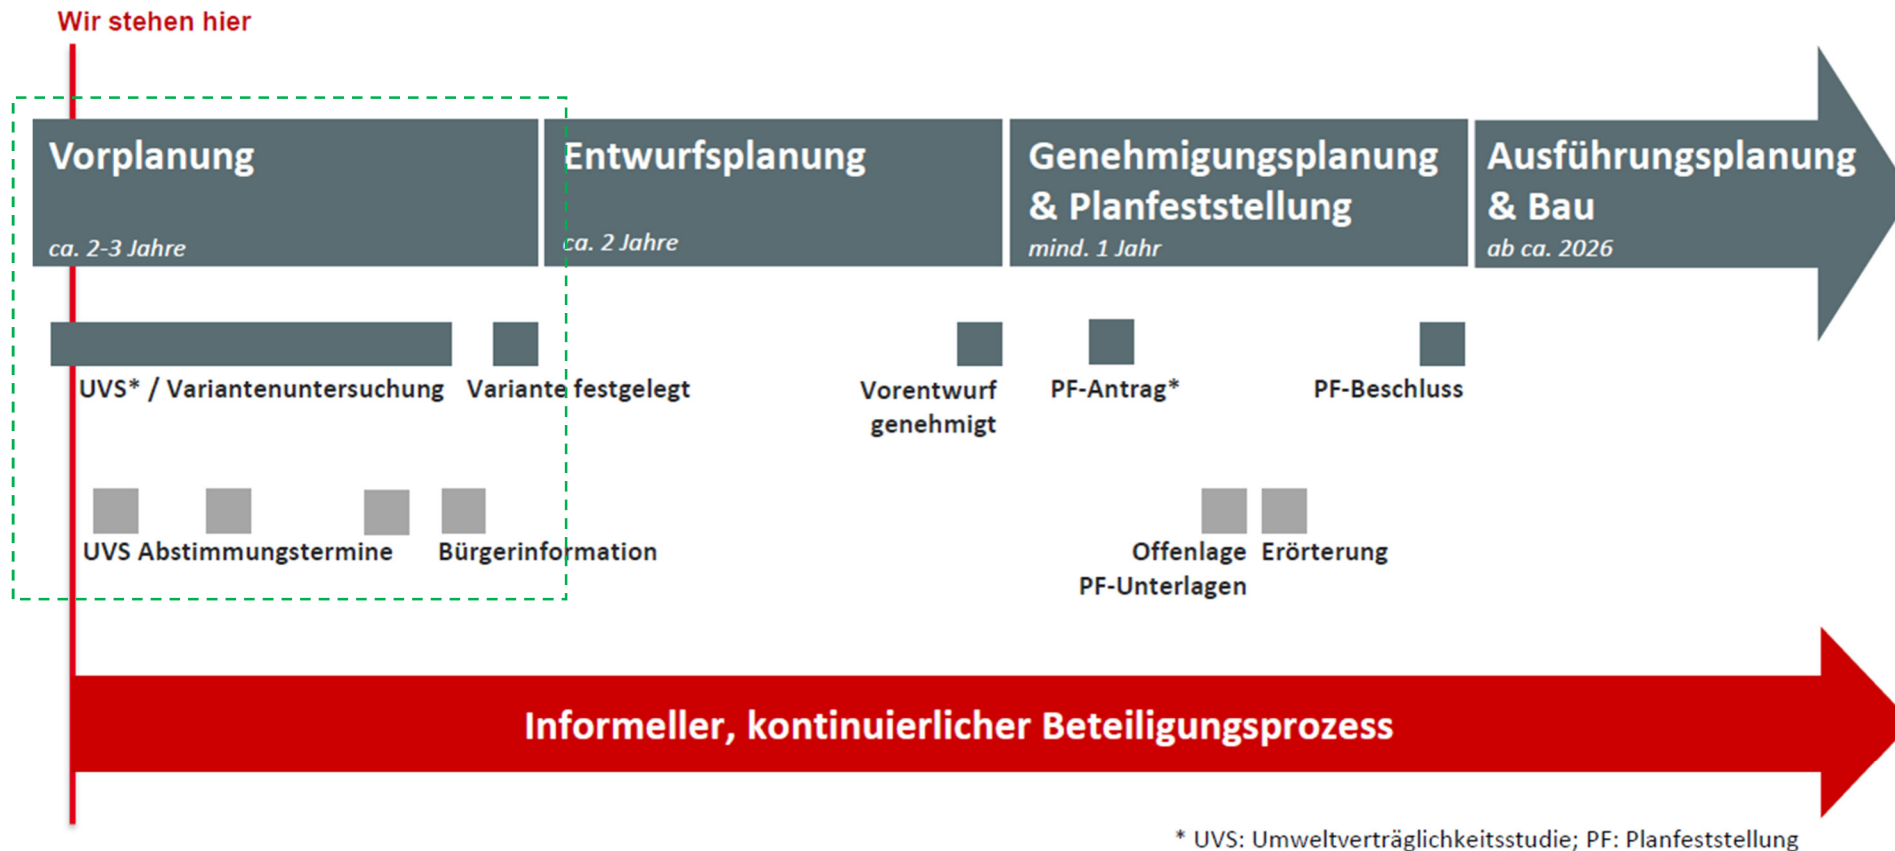 Wir stehen hier
Vorplanung
ca. 2-3 Jahre
Entwurfsplanung
ca. 2 Jahre
Genehmigungsplanung
& Planfeststellung
mind. 1 Jahr
Ausführungsplanung
& Bau
ab ca. 2026
UVS* / Variantenuntersuchung
Variante festgelegt
Vorentwurf
genehmigt
PF-Antrag*
PF-Beschluss
UVS Abstimmungstermine
Bürgerinformation
Offenlage
PF-Unterlagen
Erörterung
Informeller, kontinuierlicher Beteiligungsprozess
* UVS: Umweltverträglichkeitsstudie; PF: Planfeststellung